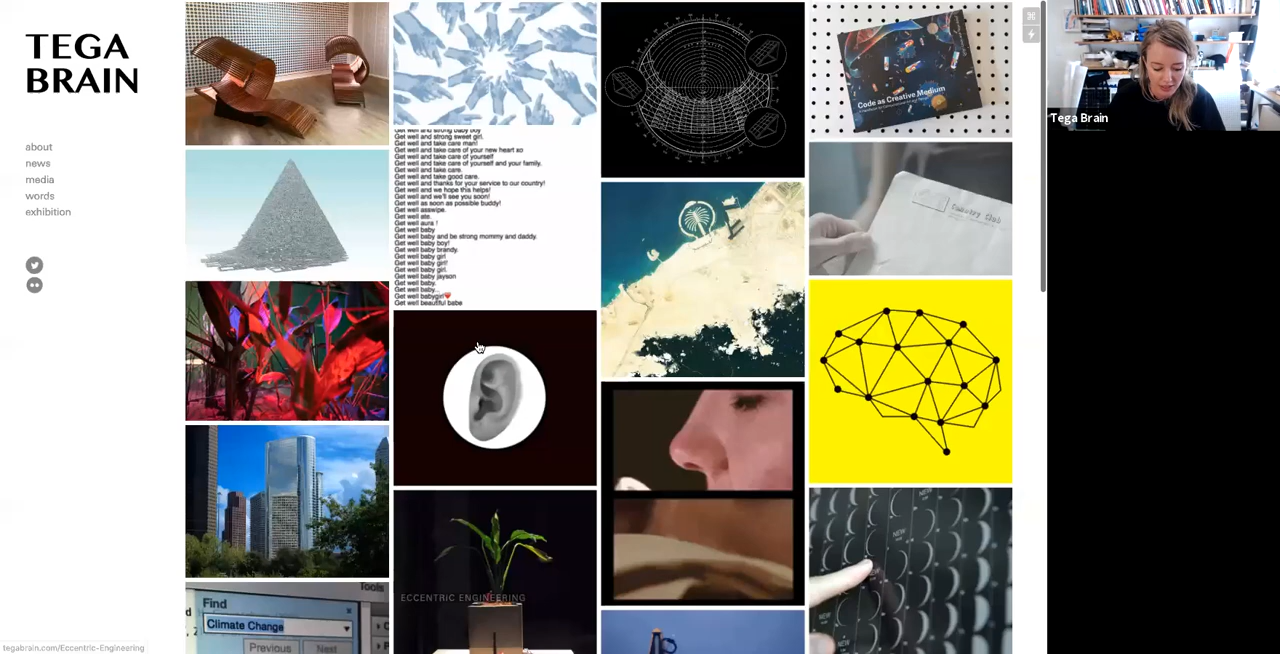 TEGA
BRAIN
about
news
media
words
exhibition
Get well and strong baby boy
Get well and strong sweet girl.
Get well and take care man!
Get well and take care of your new heart xo
Get well and take care of yourself
Get well and take care of yourself and your family.
Get well and take care.
Get well and take good care.
Get well and thanks for your service to our country!
Get well and we hope this helps!
Get well and we'll see you soon!
Get well as soon as possible buddy!
Get well asswipe.
Get well ate.
Get well aura !
Get well baby
Get well baby and be strong mommy and daddy.
Get well baby boy!
Get well baby brandy.
Get well baby girl
Get well baby girl!
Get well baby girl.
Get well baby jayson
Get well baby.
Get well baby...
Get well babygirl❤
Get well beautiful babe
ECCENTRIC ENGINEERING
Code as Creative Medium
Country Club
NEW
NEW
NEW
NEW
Tools
Find
Climate Change
Previous
Next
Tega Brain
tegabrain.com/Eccentric-Engineering